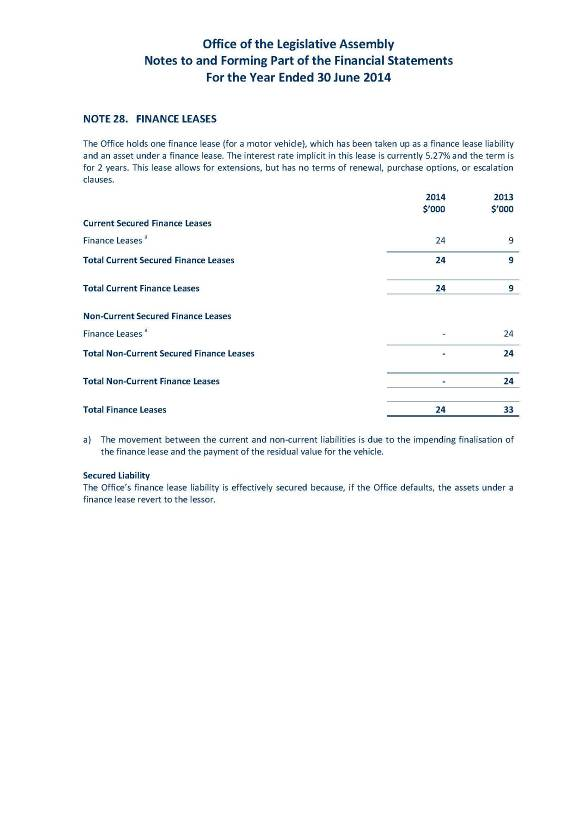 Office of the Legislative Assembly
Notes to and Forming Part of the Financial Statements
For the Year Ended 30 June 2014
NOTE 28. FINANCE LEASES
The Office holds one finance lease (for a motor vehicle), which has been taken up as a finance lease liability
and an asset under a finance lease. The interest rate implicit in this lease is currently 5.27% and the term is
for 2 years. This lease allows for extensions, but has no terms of renewal, purchase options, or escalation
clauses.
2014 2013
$'000 $'000
Current Secured Finance Leases
Finance Leases a 24 9
Total Current Secured Finance Leases 24 9
Total Current Finance Leases 24 9
Non-Current Secured Finance Leases
Finance Leases a - 24
Total Non-Current Secured Finance Leases - 24
Total Non-Current Finance Leases - 24
Total Finance Leases 24 33
a) The movement between the current and non-current liabilities is due to the impending finalisation of
the finance lease and the payment of the residual value for the vehicle.
Secured Liability
The Office's finance lease liability is effectively secured because, if the Office defaults, the assets under a
finance lease revert to the lessor.